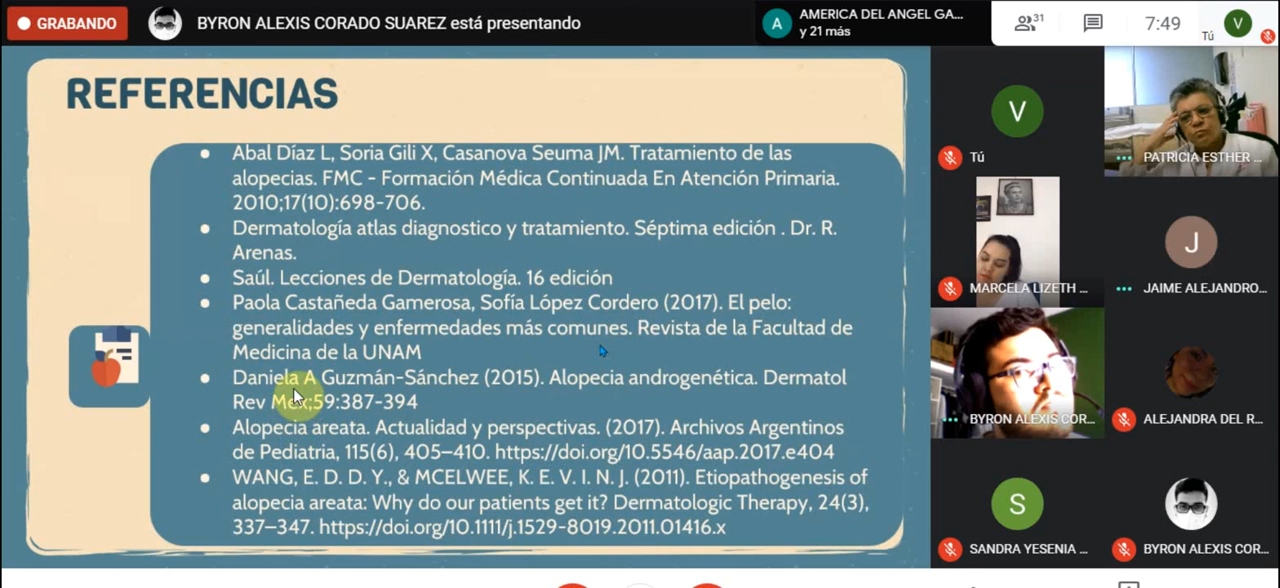 GRABANDO
BYRON ALEXIS CORADO SUAREZ está presentando
A
AMERICA DEL ANGEL GA...
y 21 más
31
7:49
Tú
V
REFERENCIAS
Abal Díaz L, Soria Gili X, Casanova Seuma JM. Tratamiento de las
alopecias. FMC - Formación Médica Continuada En Atención Primaria.
2010;17(10):698-706.
Dermatología atlas diagnostico y tratamiento. Séptima edición . Dr. R.
Arenas.
Saúl. Lecciones de Dermatología. 16 edición
Paola Castañeda Gamerosa, Sofía López Cordero (2017). El pelo:
generalidades y enfermedades más comunes. Revista de la Facultad de
Medicina de la UNAM
Daniela A Guzmán-Sánchez (2015). Alopecia androgenética. Dermatol
Rev Mex;59:387-394
Alopecia areata. Actualidad y perspectivas. (2017). Archivos Argentinos
de Pediatria, 115(6), 405–410. https://doi.org/10.5546/aap.2017.e404
WANG, E. D. D. Y., & MCELWEE, K. E. V. I. N. J. (2011). Etiopathogenesis of
alopecia areata: Why do our patients get it? Dermatologic Therapy, 24(3),
337–347. https://doi.org/10.1111/j.1529-8019.2011.01416.x
V
Tú
PATRICIA ESTHER ...
MARCELA LIZETH ...
J
JAIME ALEJANDRO...
BYRON ALEXIS COR...
ALEJANDRA DEL R...
S
SANDRA YESENIA ...
BYRON ALEXIS COR...